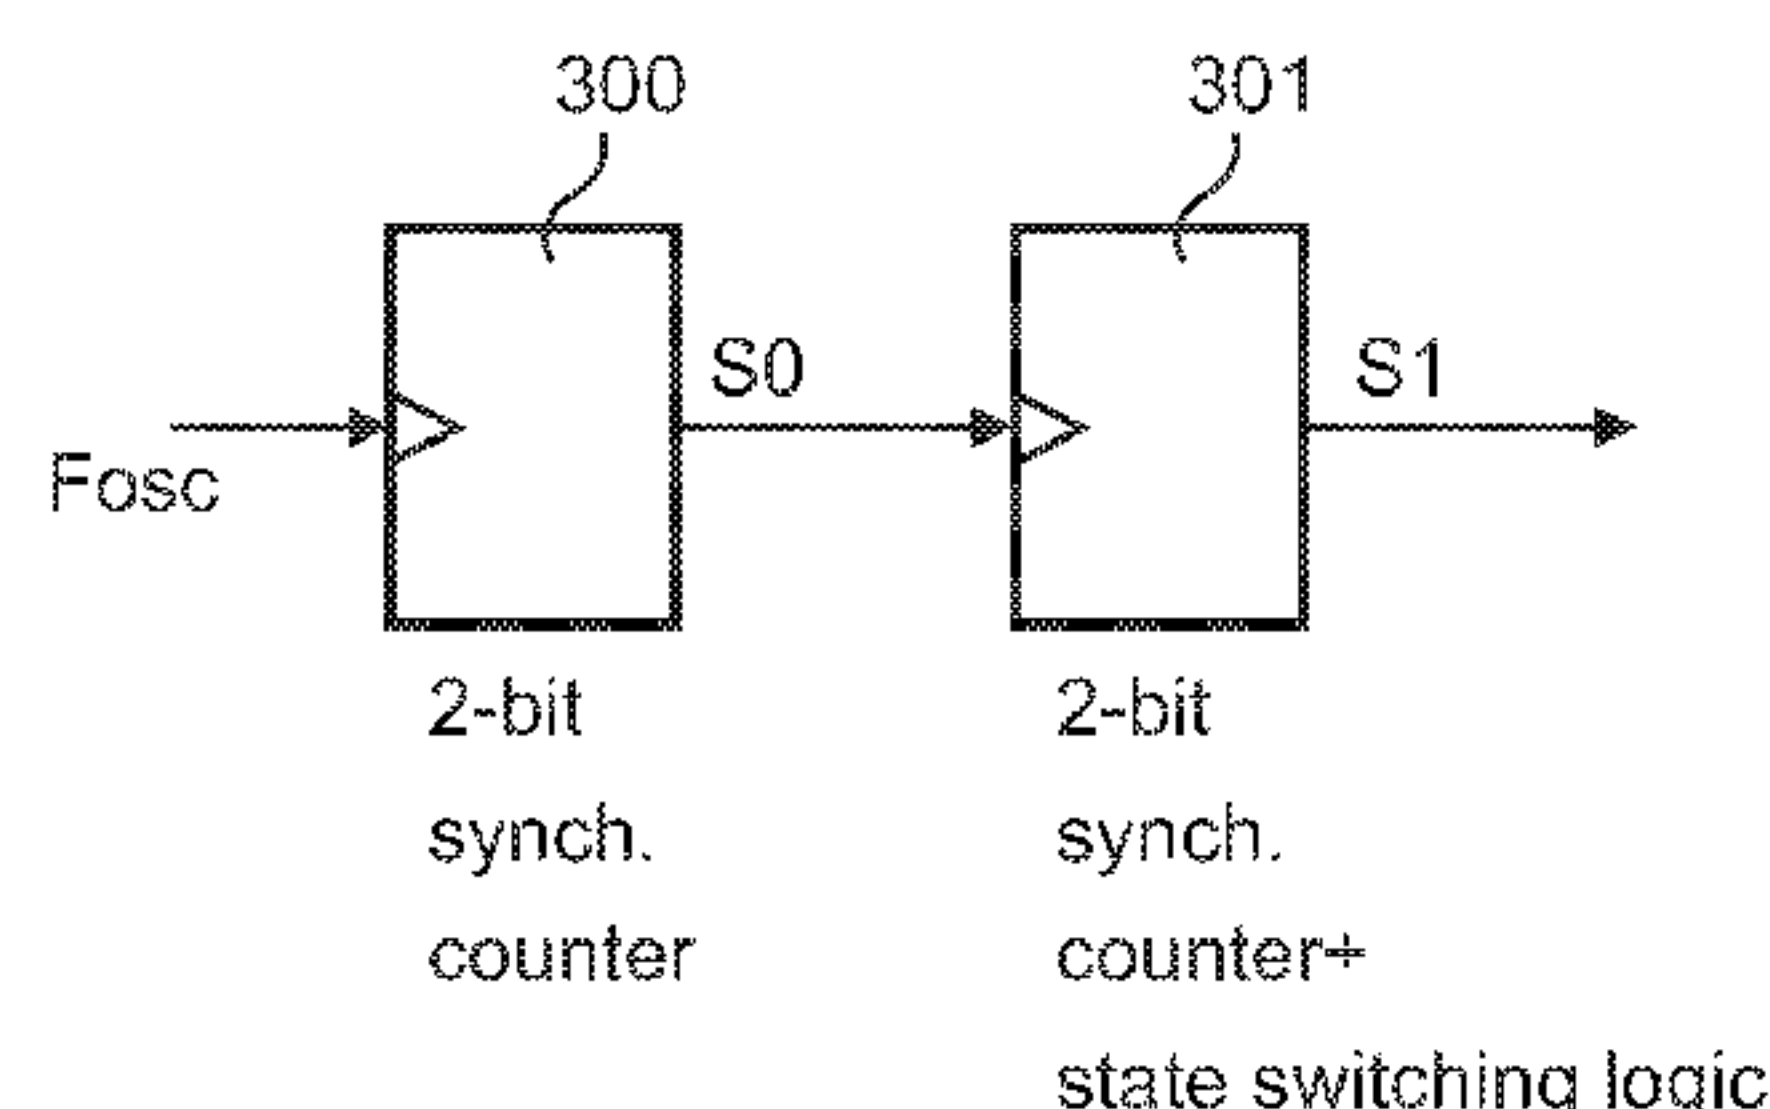 300 301
S0 S1
Fosc
2-bit 2-bit
synch. synch.
counter counter+
state switching logic